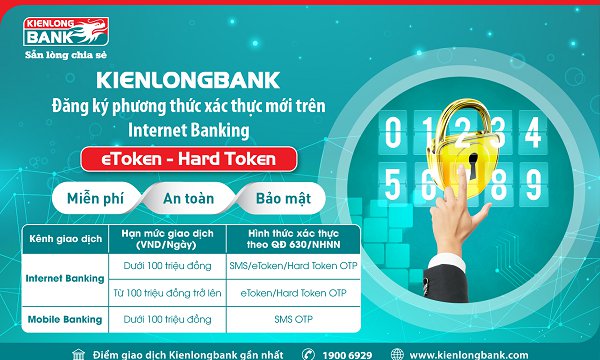 KIENLONG
BANK
Sẵn lòng chia sẻ
KIENLONGBANK
Đăng ký phương thức xác thực mới trên
Internet Banking
eToken - Hard Token
Miễn phí An toàn Bảo mật
Kênh giao dịch Hạn mức giao dịch (VND/Ngày) Hình thức xác thực theo QĐ 630/NHNN
Internet Banking Dưới 100 triệu đồng SMS/eToken/Hard Token OTP
Từ 100 triệu đồng trở lên eToken/Hard Token OTP
Mobile Banking Dưới 100 triệu đồng SMS OTP
0 1 2 3 4
5 6 8 9
Điểm giao dịch Kienlongbank gần nhất 1900 6929 www.kienlongbank.com